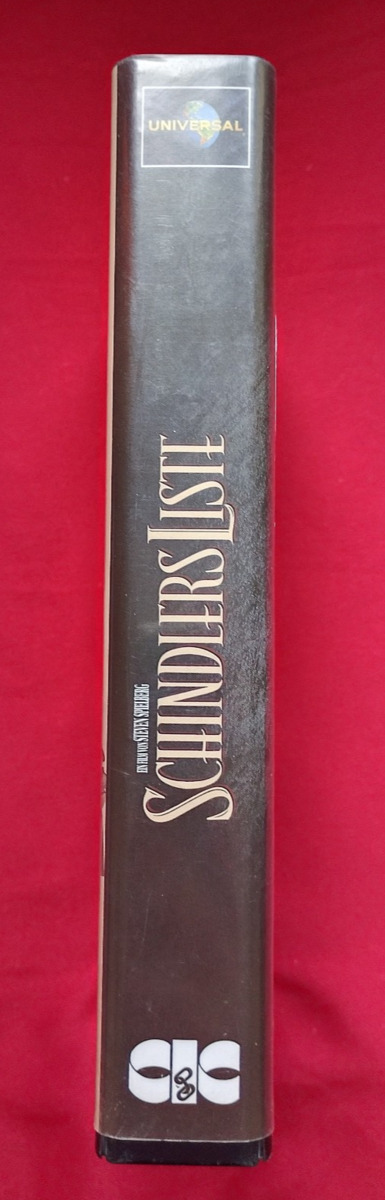 UNIVERSAL
EIN FILM VON STEVEN SPIELBERG
SCHINDLERS LISTE
CIC